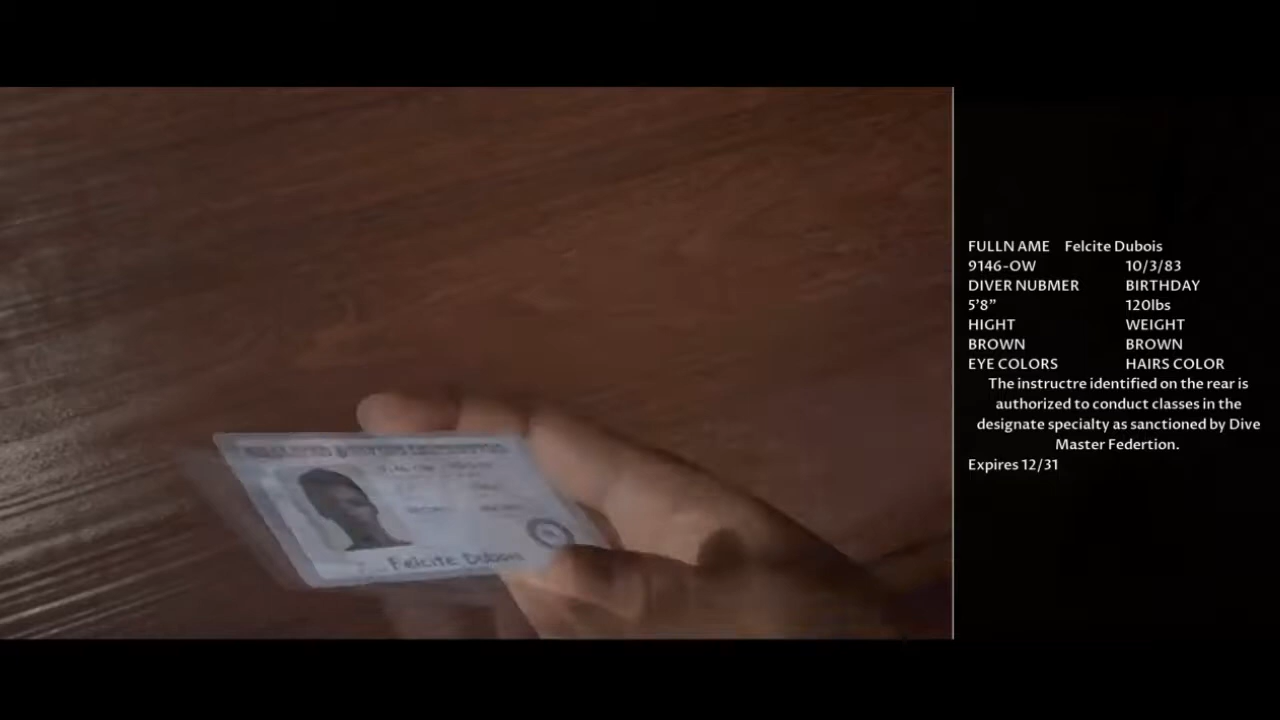 Felcite Dubois
FULLN AME Felcite Dubois
9146-OW 10/3/83
DIVER NUBMER BIRTHDAY
5'8" 120lbs
HIGHT WEIGHT
BROWN BROWN
EYE COLORS HAIRS COLOR
The instructre identified on the rear is
authorized to conduct classes in the
designate specialty as sanctioned by Dive
Master Federtion.
Expires 12/31